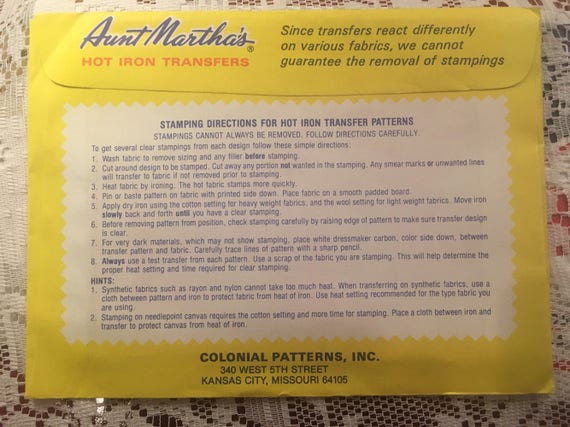 Aunt Martha's®
HOT IRON TRANSFERS
Since transfers react differently
on various fabrics, we cannot
guarantee the removal of stampings
STAMPING DIRECTIONS FOR HOT IRON TRANSFER PATTERNS
STAMPINGS CANNOT ALWAYS BE REMOVED. FOLLOW DIRECTIONS CAREFULLY.
To get several clear stampings from each design follow these simple directions:
1. Wash fabric to remove sizing and any filler before stamping.
2. Cut around design to be stamped. Cut away any portion not wanted in the stamping. Any smear marks or unwanted lines
will transfer to fabric if not removed prior to stamping.
3. Heat fabric by ironing. The hot fabric stamps more quickly.
4. Pin or baste pattern on fabric with printed side down. Place fabric on a smooth padded board.
5. Apply dry iron using the cotton setting for heavy weight fabrics, and the wool setting for light weight fabrics. Move iron
slowly back and forth until you have a clear stamping.
6. Before removing pattern from position, check stamping carefully by raising edge of pattern to make sure transfer design
is clear.
7. For very dark materials, which may not show stamping, place white dressmaker carbon, color side down, between
transfer pattern and fabric. Carefully trace lines of pattern with a sharp pencil.
8. Always use a test transfer from each pattern. Use a scrap of the fabric you are stamping. This will help determine the
proper heat setting and time required for clear stamping.
HINTS:
1. Synthetic fabrics such as rayon and nylon cannot take too much heat. When transferring on synthetic fabrics, use a
cloth between pattern and iron to protect fabric from heat of iron. Use heat setting recommended for the type fabric you
are using.
2. Stamping on needlepoint canvas requires the cotton setting and more time for stamping. Place a cloth between iron and
transfer to protect canvas from heat of iron.
COLONIAL PATTERNS, INC.
340 WEST 5TH STREET
KANSAS CITY, MISSOURI 64105